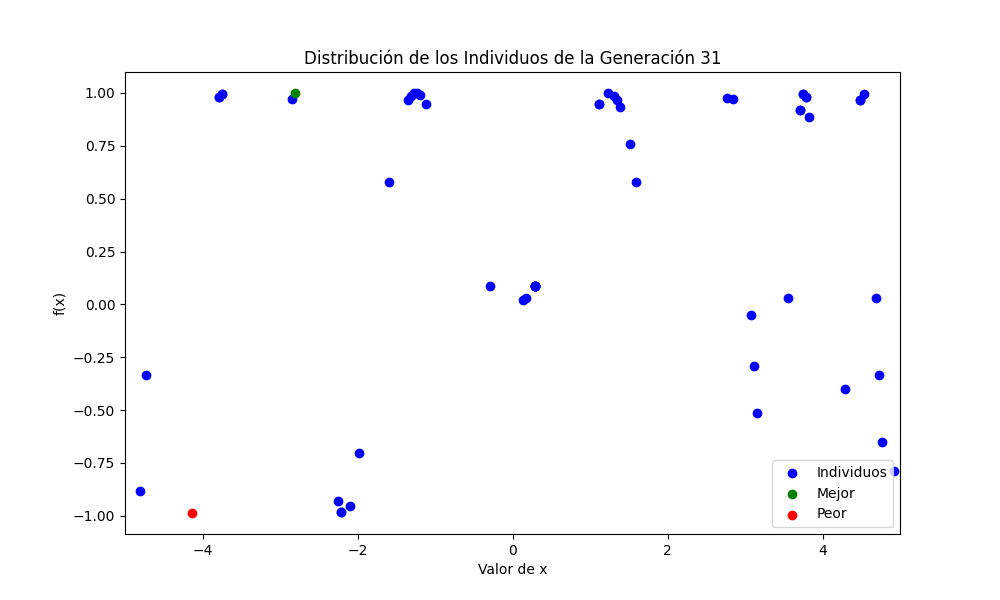 Distribución de los Individuos de la Generación 31
1.00
0.75
0.50
0.25
0.00
−0.25
−0.50
−0.75
−1.00
f(x)
Individuos
Mejor
Peor
−4
−2
0
2
4
Valor de x